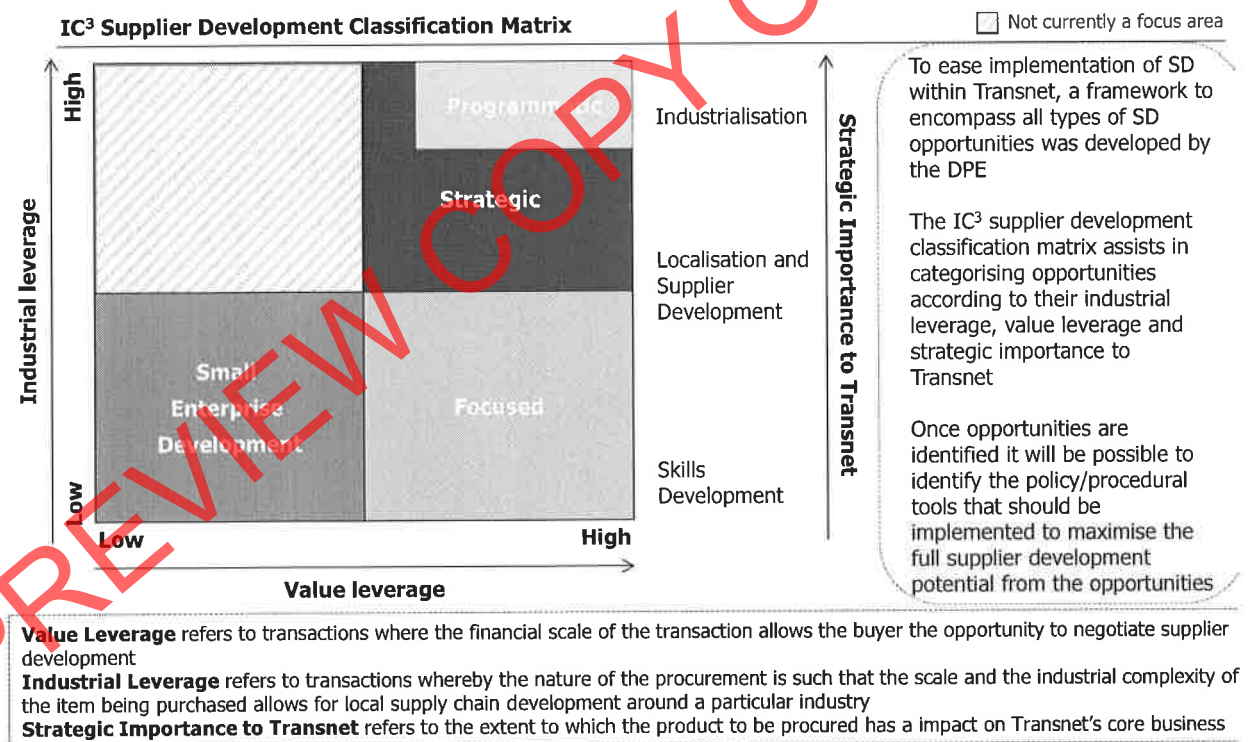 IC³ Supplier Development Classification Matrix
Not currently a focus area
High
Industrial leverage
Low
Programmatic
Strategic
Small
Enterprise
Development
Focused
Low
High
Value leverage
Industrialisation
Localisation and
Supplier
Development
Skills
Development
Strategic Importance to Transnet
To ease implementation of SD
within Transnet, a framework to
encompass all types of SD
opportunities was developed by
the DPE
The IC³ supplier development
classification matrix assists in
categorising opportunities
according to their industrial
leverage, value leverage and
strategic importance to
Transnet
Once opportunities are
identified it will be possible to
identify the policy/procedural
tools that should be
implemented to maximise the
full supplier development
potential from the opportunities
Value Leverage refers to transactions where the financial scale of the transaction allows the buyer the opportunity to negotiate supplier
development
Industrial Leverage refers to transactions whereby the nature of the procurement is such that the scale and the industrial complexity of
the item being purchased allows for local supply chain development around a particular industry
Strategic Importance to Transnet refers to the extent to which the product to be procured has a impact on Transnet's core business
PREVIEW COPY